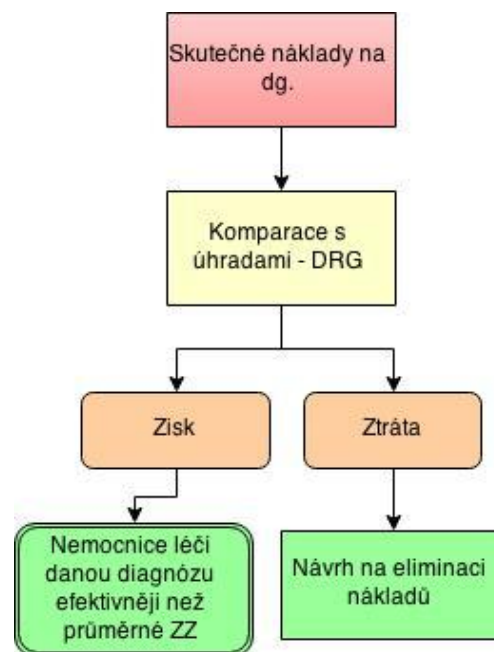 Skutečné náklady na
dg.
Komparace s
úhradami - DRG
Zisk
Ztráta
Nemocnice léčí
danou diagnózu
efektivněji než
průměrné ZZ
Návrh na eliminaci
nákladů